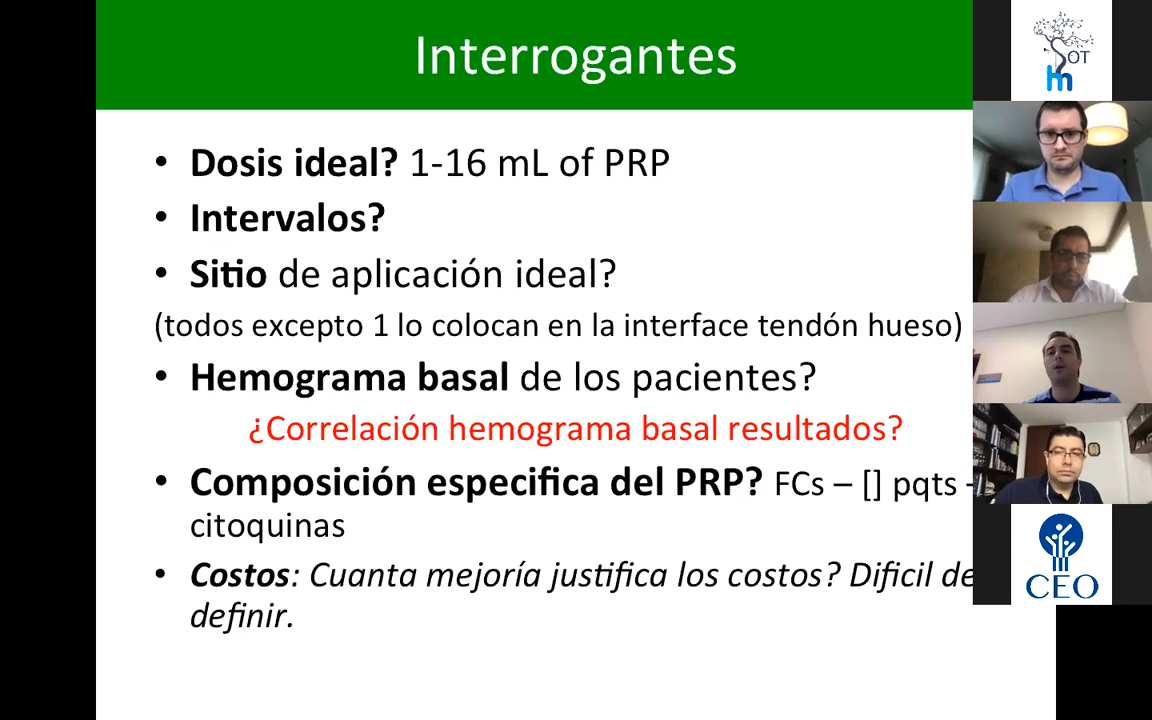 Interrogantes
• Dosis ideal? 1-16 mL of PRP
• Intervalos?
• Sitio de aplicación ideal?
(todos excepto 1 lo colocan en la interface tendón hueso)
• Hemograma basal de los pacientes?
¿Correlación hemograma basal resultados?
• Composición especifica del PRP? FCs – [] pqts -
citoquinas
• Costos: Cuanta mejoría justifica los costos? Dificil de
definir.
SOT
hm
CEO